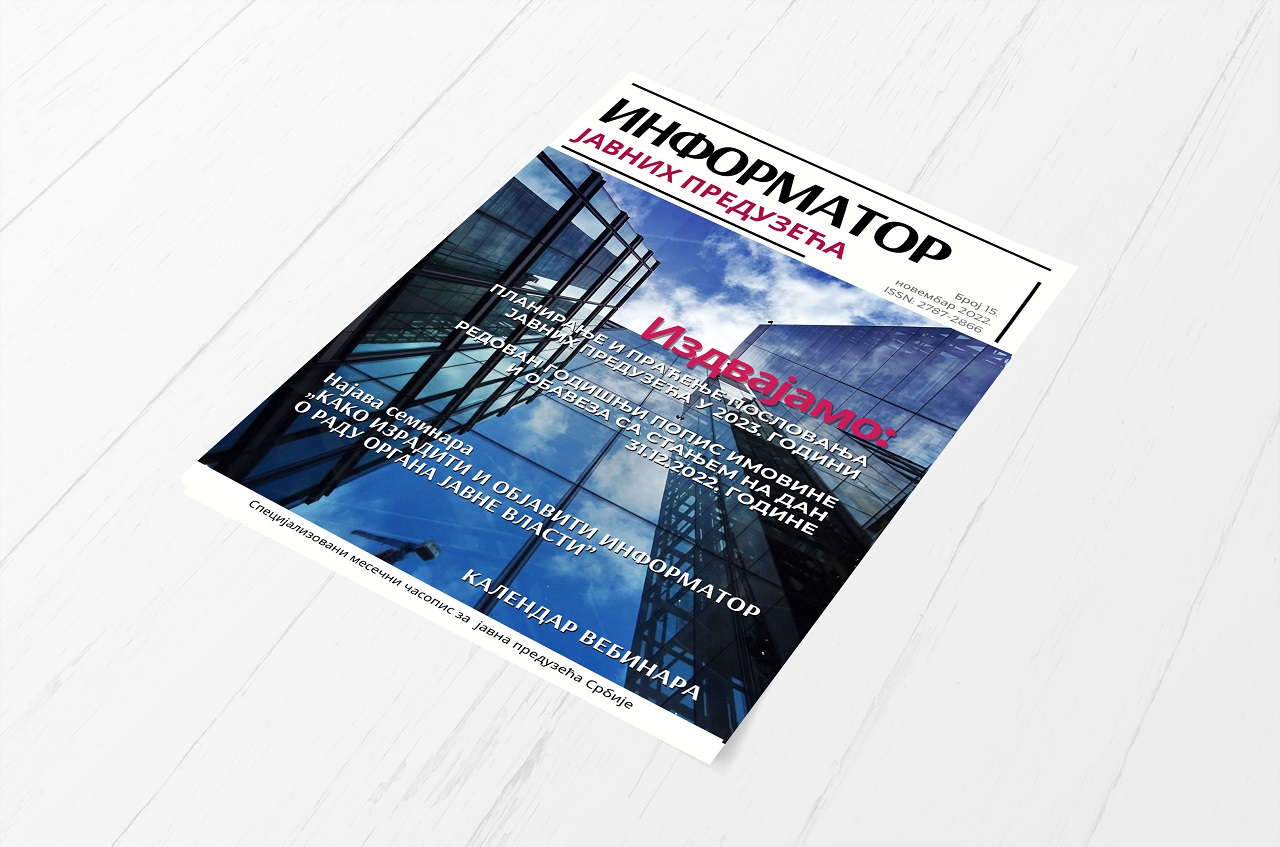 ИНФОРМАТОР
ЈАВНИХ ПРЕДУЗЕЋА
Број 15.
новембар 2022.
ISSN: 2787-2866
Издвајамо:
ПЛАНИРАЊЕ И ПРАЋЕЊЕ ПОСЛОВАЊА
ЈАВНИХ ПРЕДУЗЕЋА У 2023. ГОДИНИ
РЕДОВАН ГОДИШЊИ ПОПИС ИМОВИНЕ
И ОБАВЕЗА СА СТАЊЕМ НА ДАН
31.12.2022. ГОДИНЕ
Најава семинара
„КАКО ИЗРАДИТИ И ОБЈАВИТИ ИНФОРМАТОР
О РАДУ ОРГАНА ЈАВНЕ ВЛАСТИ”
КАЛЕНДАР ВЕБИНАРА
Специјализовани месечни часопис за јавна предузећа Србије